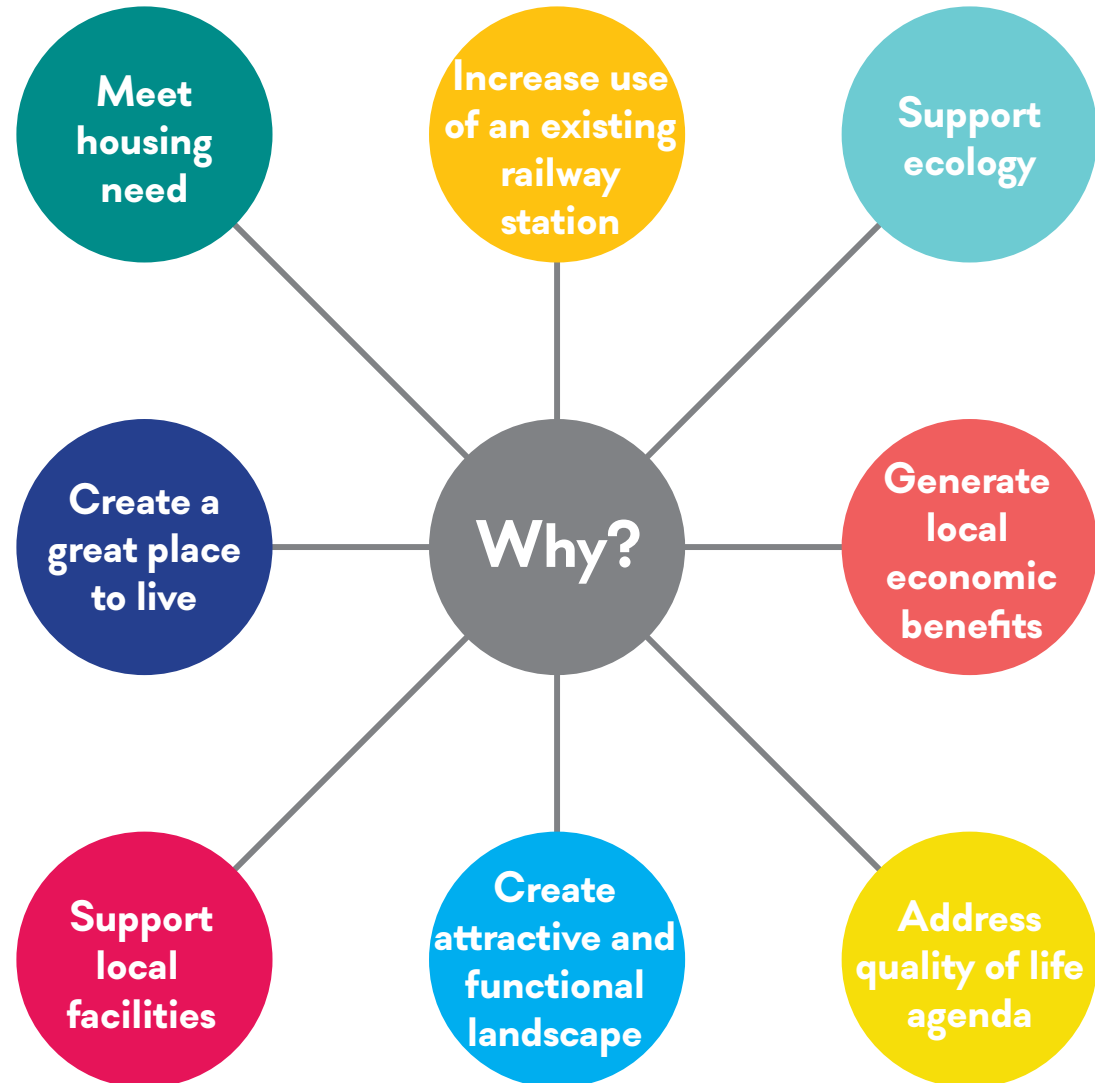 Meet
housing
need
Increase use
of an existing
railway
station
Support
ecology
Create a
great place
to live
Why?
Generate
local
economic
benefits
Support
local
facilities
Create
attractive and
functional
landscape
Address
quality of life
agenda